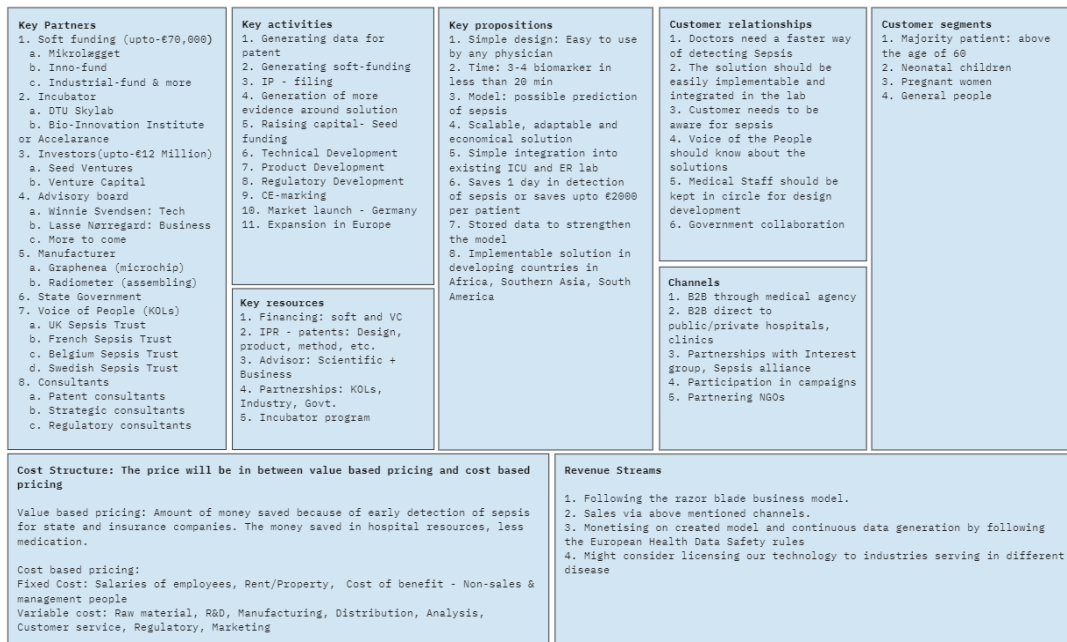 Key Partners
1. Soft funding (upto-€70,000)
a. Mikrolægget
b. Inno-fund
c. Industrial-fund & more
2. Incubator
a. DTU Skylab
b. Bio-Innovation Institute
or Accelarance
3. Investors(upto-€12 Million)
a. Seed Ventures
b. Venture Capital
4. Advisory board
a. Winnie Svendsen: Tech
b. Lasse Nørregard: Business
c. More to come
5. Manufacturer
a. Graphenea (microchip)
b. Radiometer (assembling)
6. State Government
7. Voice of People (KOLs)
a. UK Sepsis Trust
b. French Sepsis Trust
c. Belgium Sepsis Trust
d. Swedish Sepsis Trust
8. Consultants
a. Patent consultants
b. Strategic consultants
c. Regulatory consultants
Key activities
1. Generating data for
patent
2. Generating soft-funding
3. IP - filing
4. Generation of more
evidence around solution
5. Raising capital- Seed
funding
6. Technical Development
7. Product Development
8. Regulatory Development
9. CE-marking
10. Market launch - Germany
11. Expansion in Europe
Key resources
1. Financing: soft and VC
2. IPR - patents: Design,
product, method, etc.
3. Advisor: Scientific +
Business
4. Partnerships: KOLs,
Industry, Govt.
5. Incubator program
Key propositions
1. Simple design: Easy to use
by any physician
2. Time: 3-4 biomarker in
less than 20 min
3. Model: possible prediction
of sepsis
4. Scalable, adaptable and
economical solution
5. Simple integration into
existing ICU and ER lab
6. Saves 1 day in detection
of sepsis or saves upto €2000
per patient
7. Stored data to strengthen
the model
8. Implementable solution in
developing countries in
Africa, Southern Asia, South
America
Customer relationships
1. Doctors need a faster way
of detecting Sepsis
2. The solution should be
easily implementable and
integrated in the lab
3. Customer needs to be
aware for sepsis
4. Voice of the People
should know about the
solutions
5. Medical Staff should be
kept in circle for design
development
6. Government collaboration
Channels
1. B2B through medical agency
2. B2B direct to
public/private hospitals,
clinics
3. Partnerships with Interest
group, Sepsis alliance
4. Participation in campaigns
5. Partnering NGOs
Customer segments
1. Majority patient: above
the age of 60
2. Neonatal children
3. Pregnant women
4. General people
Cost Structure: The price will be in between value based pricing and cost based
pricing
Value based pricing: Amount of money saved because of early detection of sepsis
for state and insurance companies. The money saved in hospital resources, less
medication.
Cost based pricing:
Fixed Cost: Salaries of employees, Rent/Property, Cost of benefit - Non-sales &
management people
Variable cost: Raw material, R&D, Manufacturing, Distribution, Analysis,
Customer service, Regulatory, Marketing
Revenue Streams
1. Following the razor blade business model.
2. Sales via above mentioned channels.
3. Monetising on created model and continuous data generation by following
the European Health Data Safety rules
4. Might consider licensing our technology to industries serving in different
disease